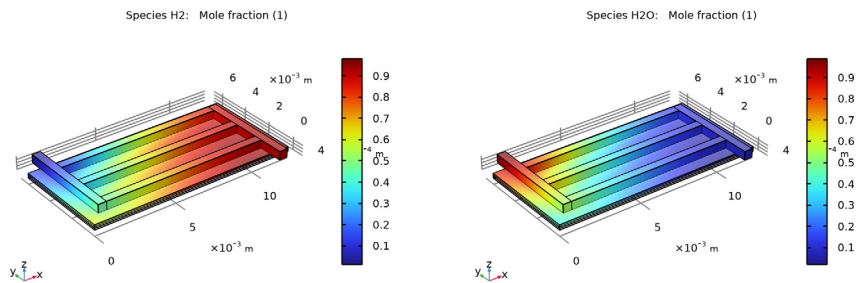 Species H2: Mole fraction (1)
6
×10⁻³ m
4
2
0
4
⁻⁴ m
10
5
×10⁻³ m
0
0.9
0.8
0.7
0.6
0.5
0.4
0.3
0.2
0.1
z
y
x
Species H2O: Mole fraction (1)
6
×10⁻³ m
4
2
0
4
⁻⁴ m
10
5
×10⁻³ m
0
0.9
0.8
0.7
0.6
0.5
0.4
0.3
0.2
0.1
z
y
x